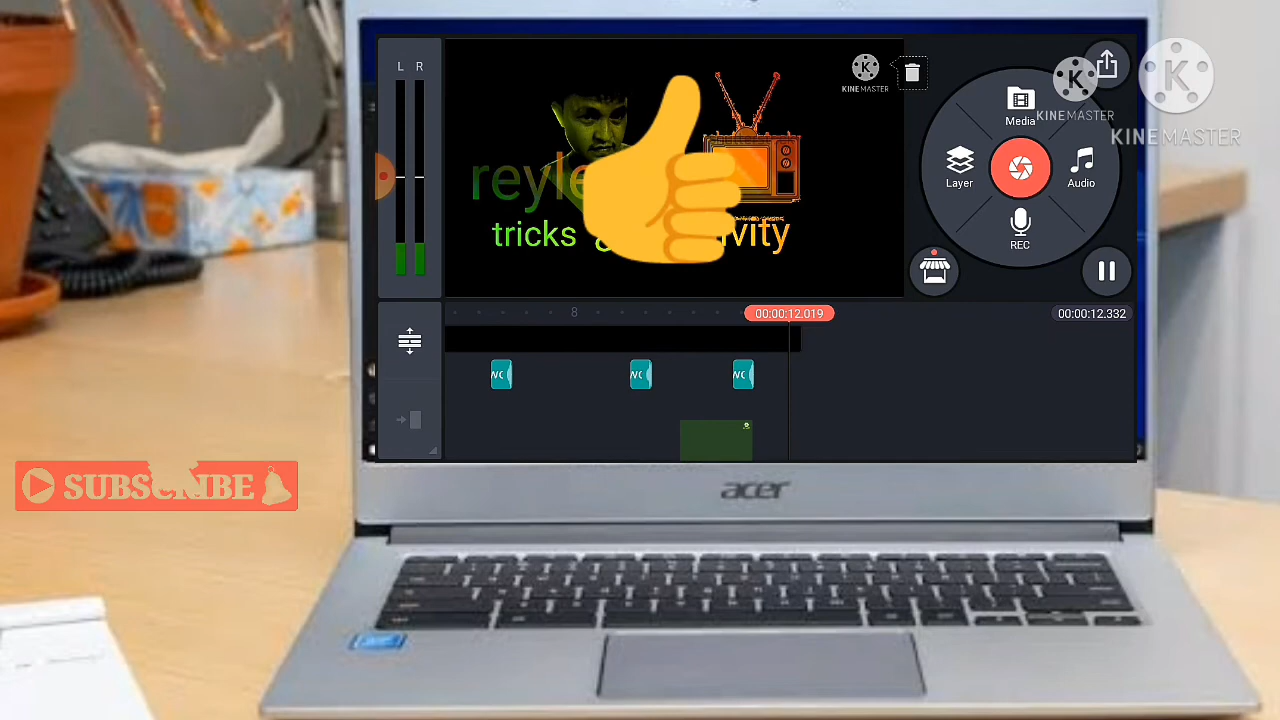 L R
KINEMASTER
Media
KINEMASTER
KINEMASTER
Layer
Audio
REC
reyle
tricks
vity
8
00:00:12.019
00:00:12.332
SUBSCRIBE
acer